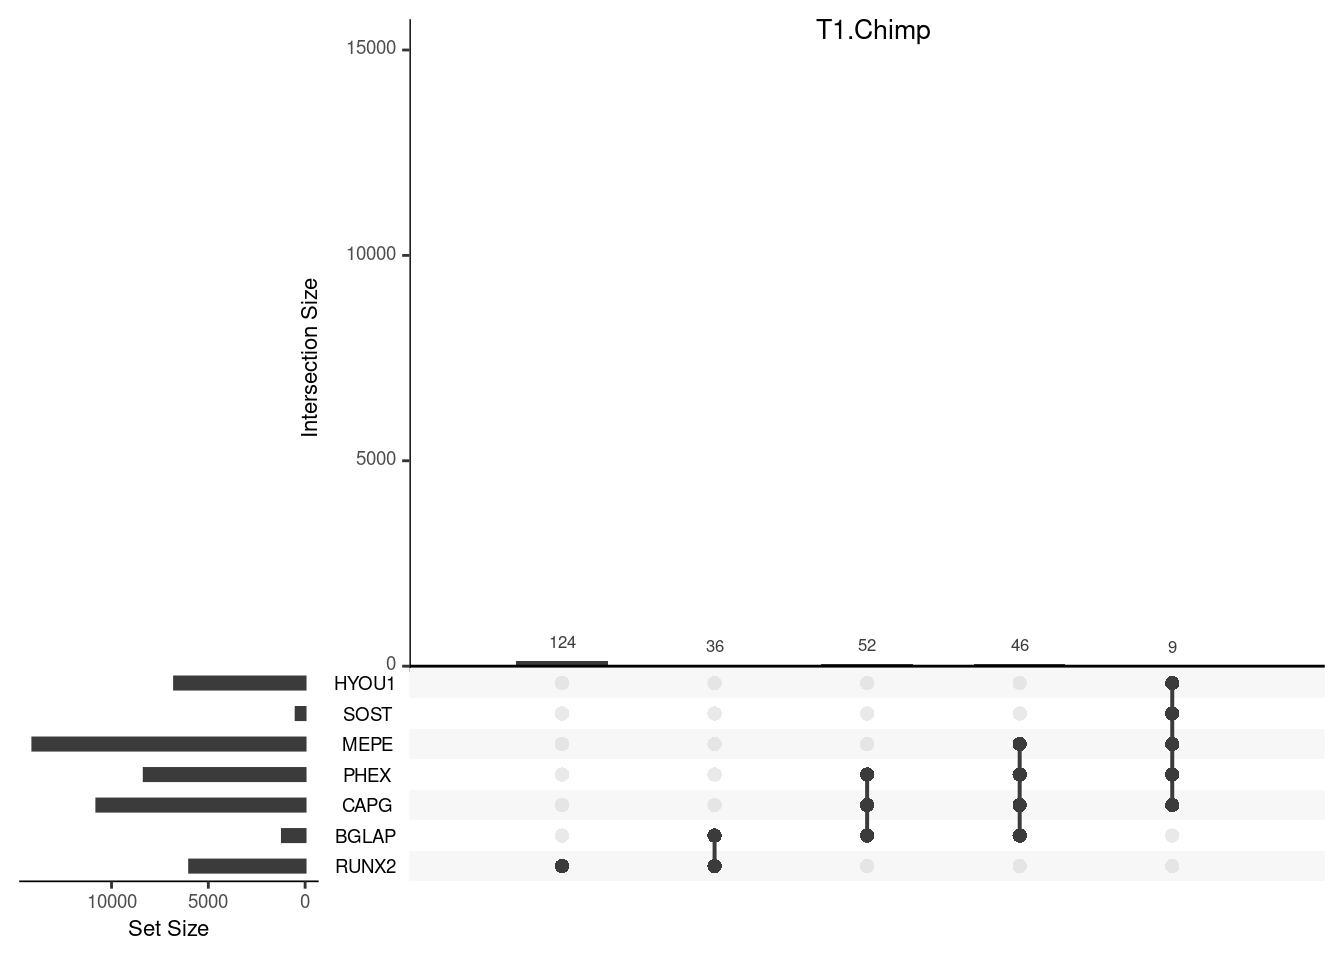 T1.Chimp
15000
10000
5000
0
Intersection Size
124
36
52
46
9
HYOU1
SOST
MEPE
PHEX
CAPG
BGLAP
RUNX2
10000 5000 0
Set Size